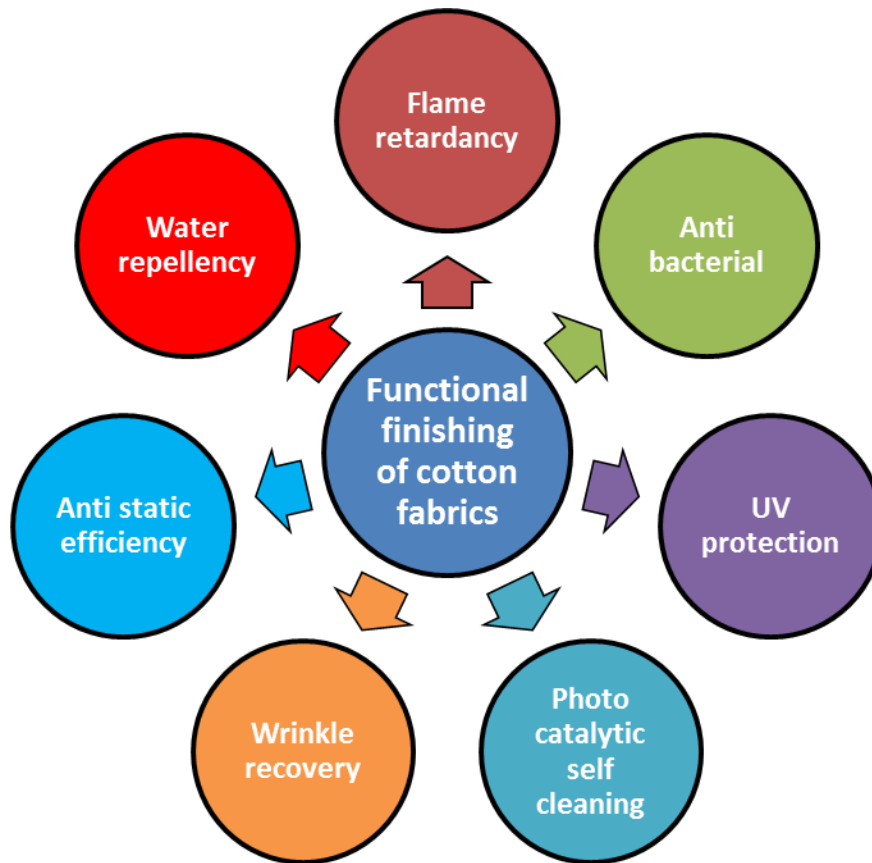 Flame
retardancy
Anti
bacterial
UV
protection
Photo
catalytic
self
cleaning
Wrinkle
recovery
Anti static
efficiency
Water
repellency
Functional
finishing
of cotton
fabrics